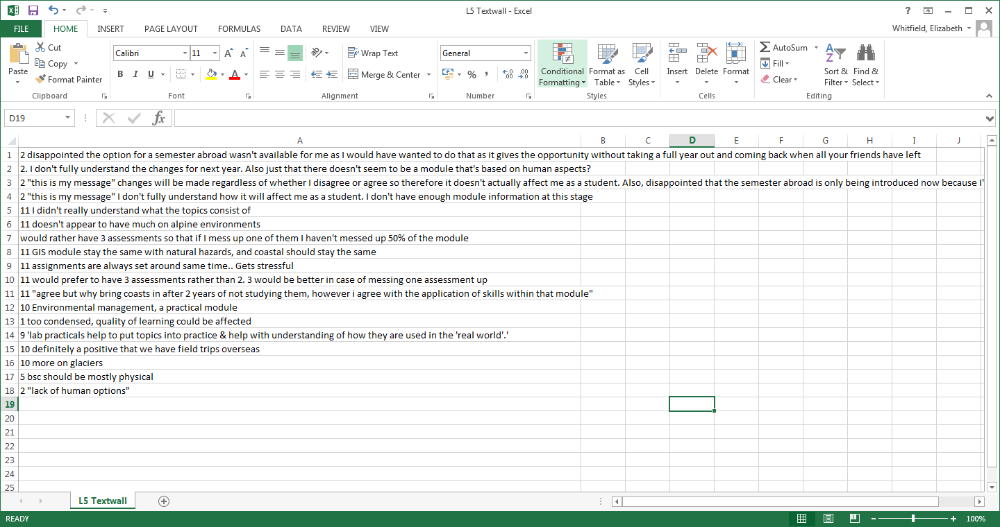 L5 Textwall - Excel
?
FILE HOME INSERT PAGE LAYOUT FORMULAS DATA REVIEW VIEW
Whitfield, Elizabeth
Paste
Cut
Copy
Format Painter
Clipboard
Calibri 11
A A
B I U
A
Font
Wrap Text
Merge & Center
Alignment
General
% , .00 .00
Number
Conditional Formatting
Format as Table
Cell Styles
Styles
Insert
Delete
Format
Cells
AutoSum
Fill
Clear
Sort & Filter
Find & Select
Editing
D19
fx
A B C D E F G H I J
1 2 disappointed the option for a semester abroad wasn't available for me as I would have wanted to do that as it gives the opportunity without taking a full year out and coming back when all your friends have left
2 2. I don't fully understand the changes for next year. Also just that there doesn't seem to be a module that's based on human aspects?
3 2 "this is my message" changes will be made regardless of whether I disagree or agree so therefore it doesn't actually affect me as a student. Also, disappointed that the semester abroad is only being introduced now because I'
4 2 "this is my message" I don't fully understand how it will affect me as a student. I don't have enough module information at this stage
5 11 I didn't really understand what the topics consist of
6 11 doesn't appear to have much on alpine environments
7 would rather have 3 assessments so that if I mess up one of them I haven't messed up 50% of the module
8 11 GIS module stay the same with natural hazards, and coastal should stay the same
9 11 assignments are always set around same time.. Gets stressful
10 11 would prefer to have 3 assessments rather than 2. 3 would be better in case of messing one assessment up
11 11 "agree but why bring coasts in after 2 years of not studying them, however i agree with the application of skills within that module"
12 10 Environmental management, a practical module
13 1 too condensed, quality of learning could be affected
14 9 'lab practicals help to put topics into practice & help with understanding of how they are used in the 'real world'.'
15 10 definitely a positive that we have field trips overseas
16 10 more on glaciers
17 5 bsc should be mostly physical
18 2 "lack of human options"
19
20
21
22
23
24
25
L5 Textwall
READY
100%